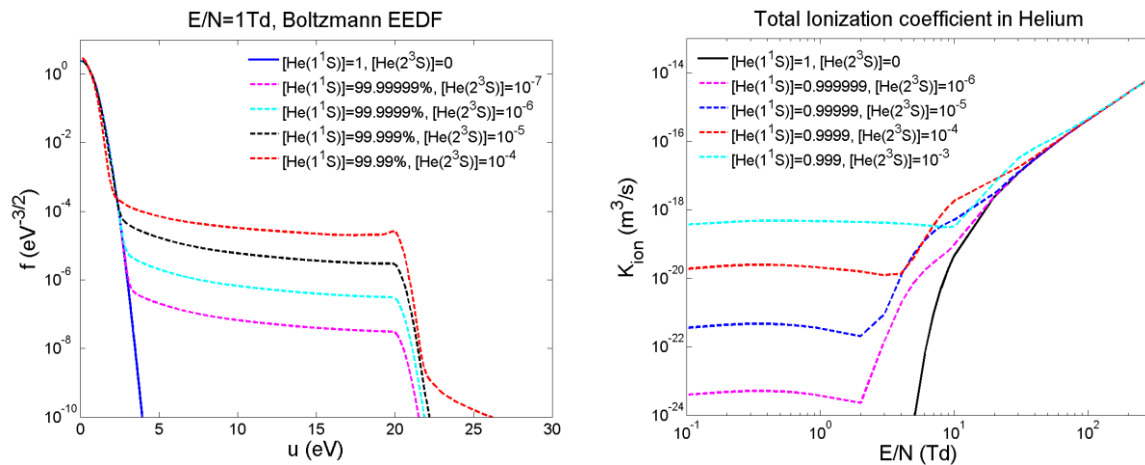 E/N=1Td, Boltzmann EEDF
[He(1¹S)]=1, [He(2³S)]=0
[He(1¹S)]=99.99999%, [He(2³S)]=10⁻⁷
[He(1¹S)]=99.9999%, [He(2³S)]=10⁻⁶
[He(1¹S)]=99.999%, [He(2³S)]=10⁻⁵
[He(1¹S)]=99.99%, [He(2³S)]=10⁻⁴
f (eV⁻³/²)
10⁰
10⁻²
10⁻⁴
10⁻⁶
10⁻⁸
10⁻¹⁰
0 5 10 15 20 25 30
u (eV)
Total Ionization coefficient in Helium
[He(1¹S)]=1, [He(2³S)]=0
[He(1¹S)]=0.999999, [He(2³S)]=10⁻⁶
[He(1¹S)]=0.99999, [He(2³S)]=10⁻⁵
[He(1¹S)]=0.9999, [He(2³S)]=10⁻⁴
[He(1¹S)]=0.999, [He(2³S)]=10⁻³
K_ion (m³/s)
10⁻¹⁴
10⁻¹⁶
10⁻¹⁸
10⁻²⁰
10⁻²²
10⁻²⁴
10⁻¹ 10⁰ 10¹ 10²
E/N (Td)